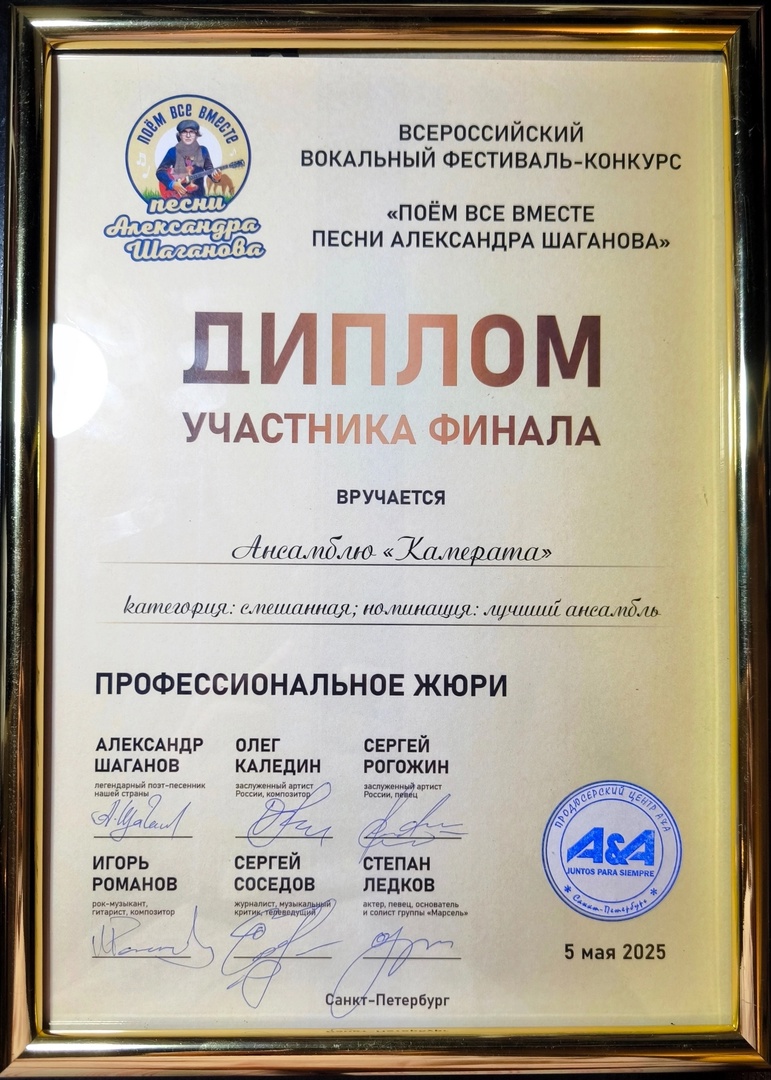 ПОЁМ ВСЕ ВМЕСТЕ
песни
Александра
Шаганова
ВСЕРОССИЙСКИЙ
ВОКАЛЬНЫЙ ФЕСТИВАЛЬ-КОНКУРС
«ПОЁМ ВСЕ ВМЕСТЕ
ПЕСНИ АЛЕКСАНДРА ШАГАНОВА»
ДИПЛОМ
УЧАСТНИКА ФИНАЛА
ВРУЧАЕТСЯ
Ансамблю «Камерата»
категория: смешанная; номинация: лучший ансамбль
ПРОФЕССИОНАЛЬНОЕ ЖЮРИ
АЛЕКСАНДР
ШАГАНОВ
легендарный поэт-песенник
нашей страны
ОЛЕГ
КАЛЕДИН
заслуженный артист
России, композитор
СЕРГЕЙ
РОГОЖИН
заслуженный артист
России, певец
ИГОРЬ
РОМАНОВ
рок-музыкант,
гитарист, композитор
СЕРГЕЙ
СОСЕДОВ
журналист, музыкальный
критик, телеведущий
СТЕПАН
ЛЕДКОВ
актер, певец, основатель
и солист группы «Марсель»
ПРОДЮСЕРСКИЙ ЦЕНТР А&А
A&A
JUNTOS PARA SIEMPRE
Санкт-Петербург
5 мая 2025
Санкт-Петербург